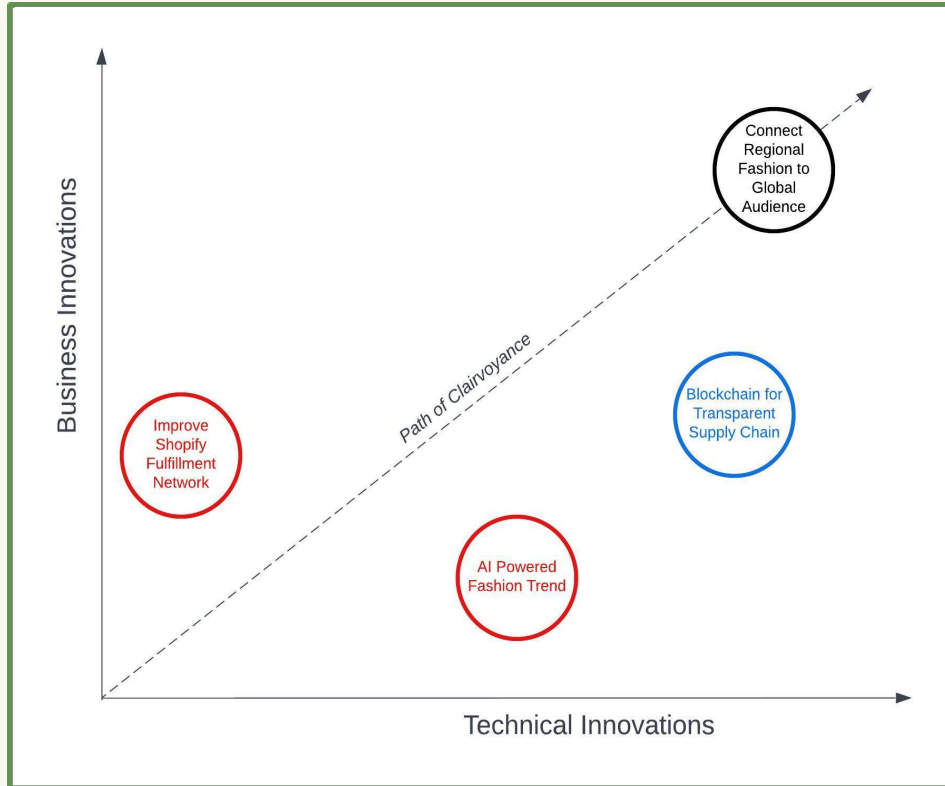 Connect
Regional
Fashion to
Global
Audience
Business Innovations
Path of Clairvoyance
Blockchain for
Transparent
Supply Chain
Improve
Shopify
Fulfillment
Network
AI Powered
Fashion Trend
Technical Innovations